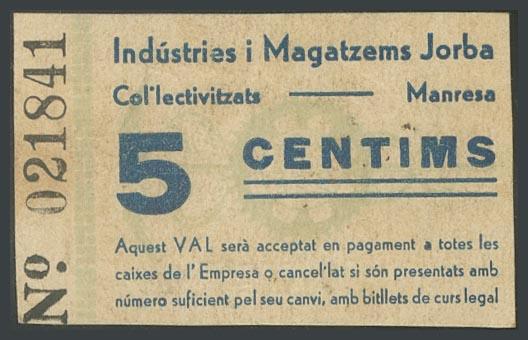 Nº. 021841
Indústries i Magatzems Jorba
Col·lectivitzats — Manresa
5 CENTIMS
Aquest VAL serà acceptat en pagament a totes les
caixes de l'Empresa o cancel·lat si són presentats amb
número suficient pel seu canvi, amb bitllets de curs legal